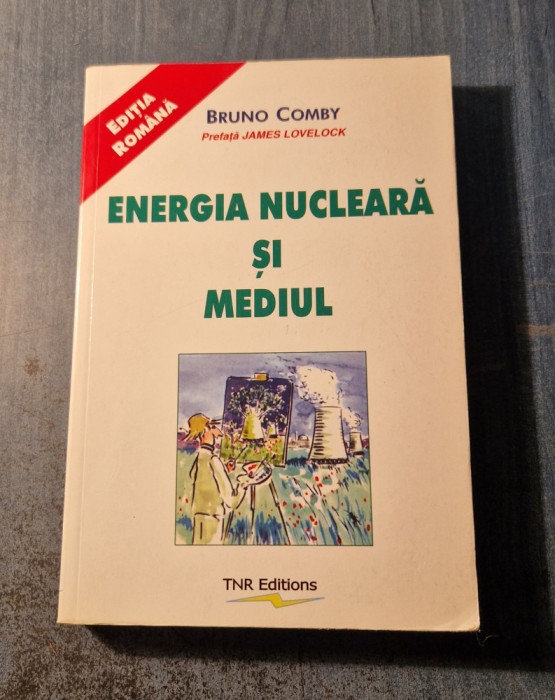 EDIȚIA
ROMÂNĂ
BRUNO COMBY
Prefață JAMES LOVELOCK
ENERGIA NUCLEARĂ
ȘI
MEDIUL
TNR Editions